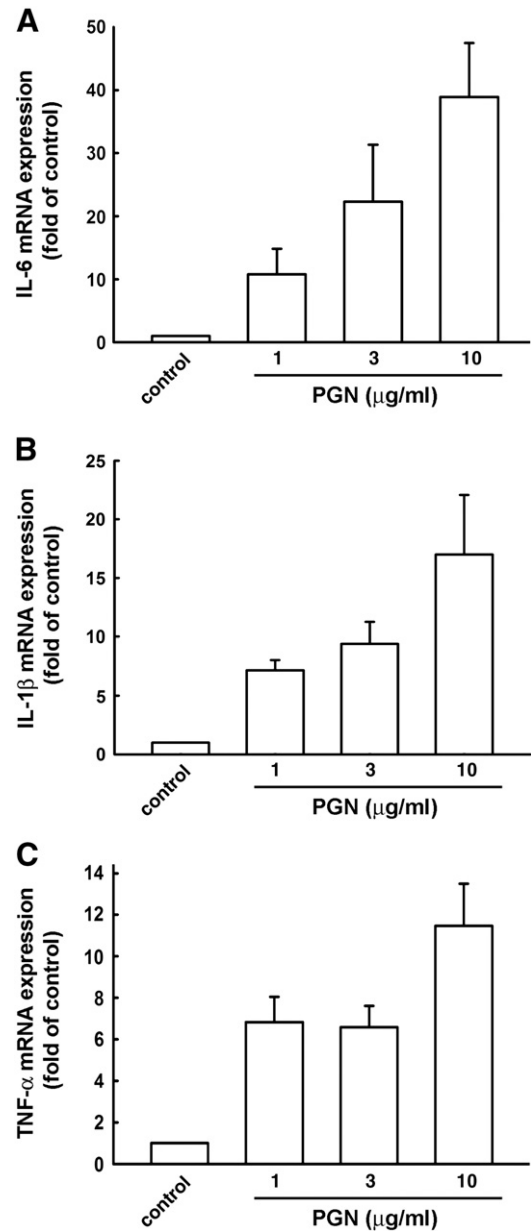 A
IL-6 mRNA expression
(fold of control)
50
40
30
20
10
0
control
1 3 10
PGN (μg/ml)
B
IL-1β mRNA expression
(fold of control)
25
20
15
10
5
0
control
1 3 10
PGN (μg/ml)
C
TNF-α mRNA expression
(fold of control)
14
12
10
8
6
4
2
0
control
1 3 10
PGN (μg/ml)